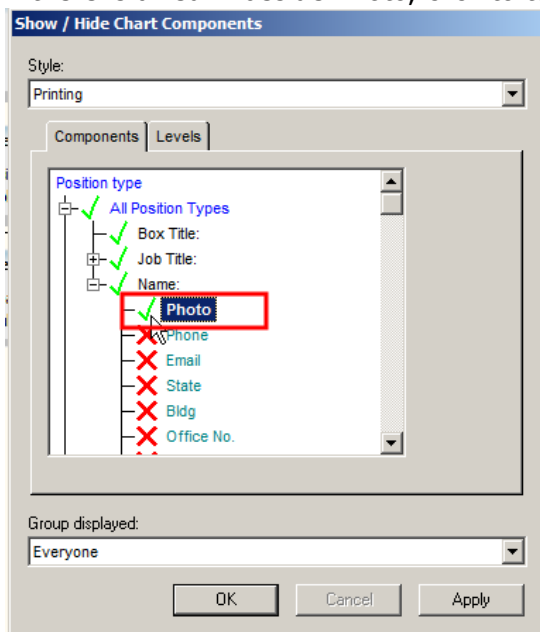 Show / Hide Chart Components
Style:
Printing
Components Levels
Position type
All Position Types
Box Title:
Job Title:
Name:
Photo
Phone
Email
State
Bldg
Office No.
Group displayed:
Everyone
OK Cancel Apply